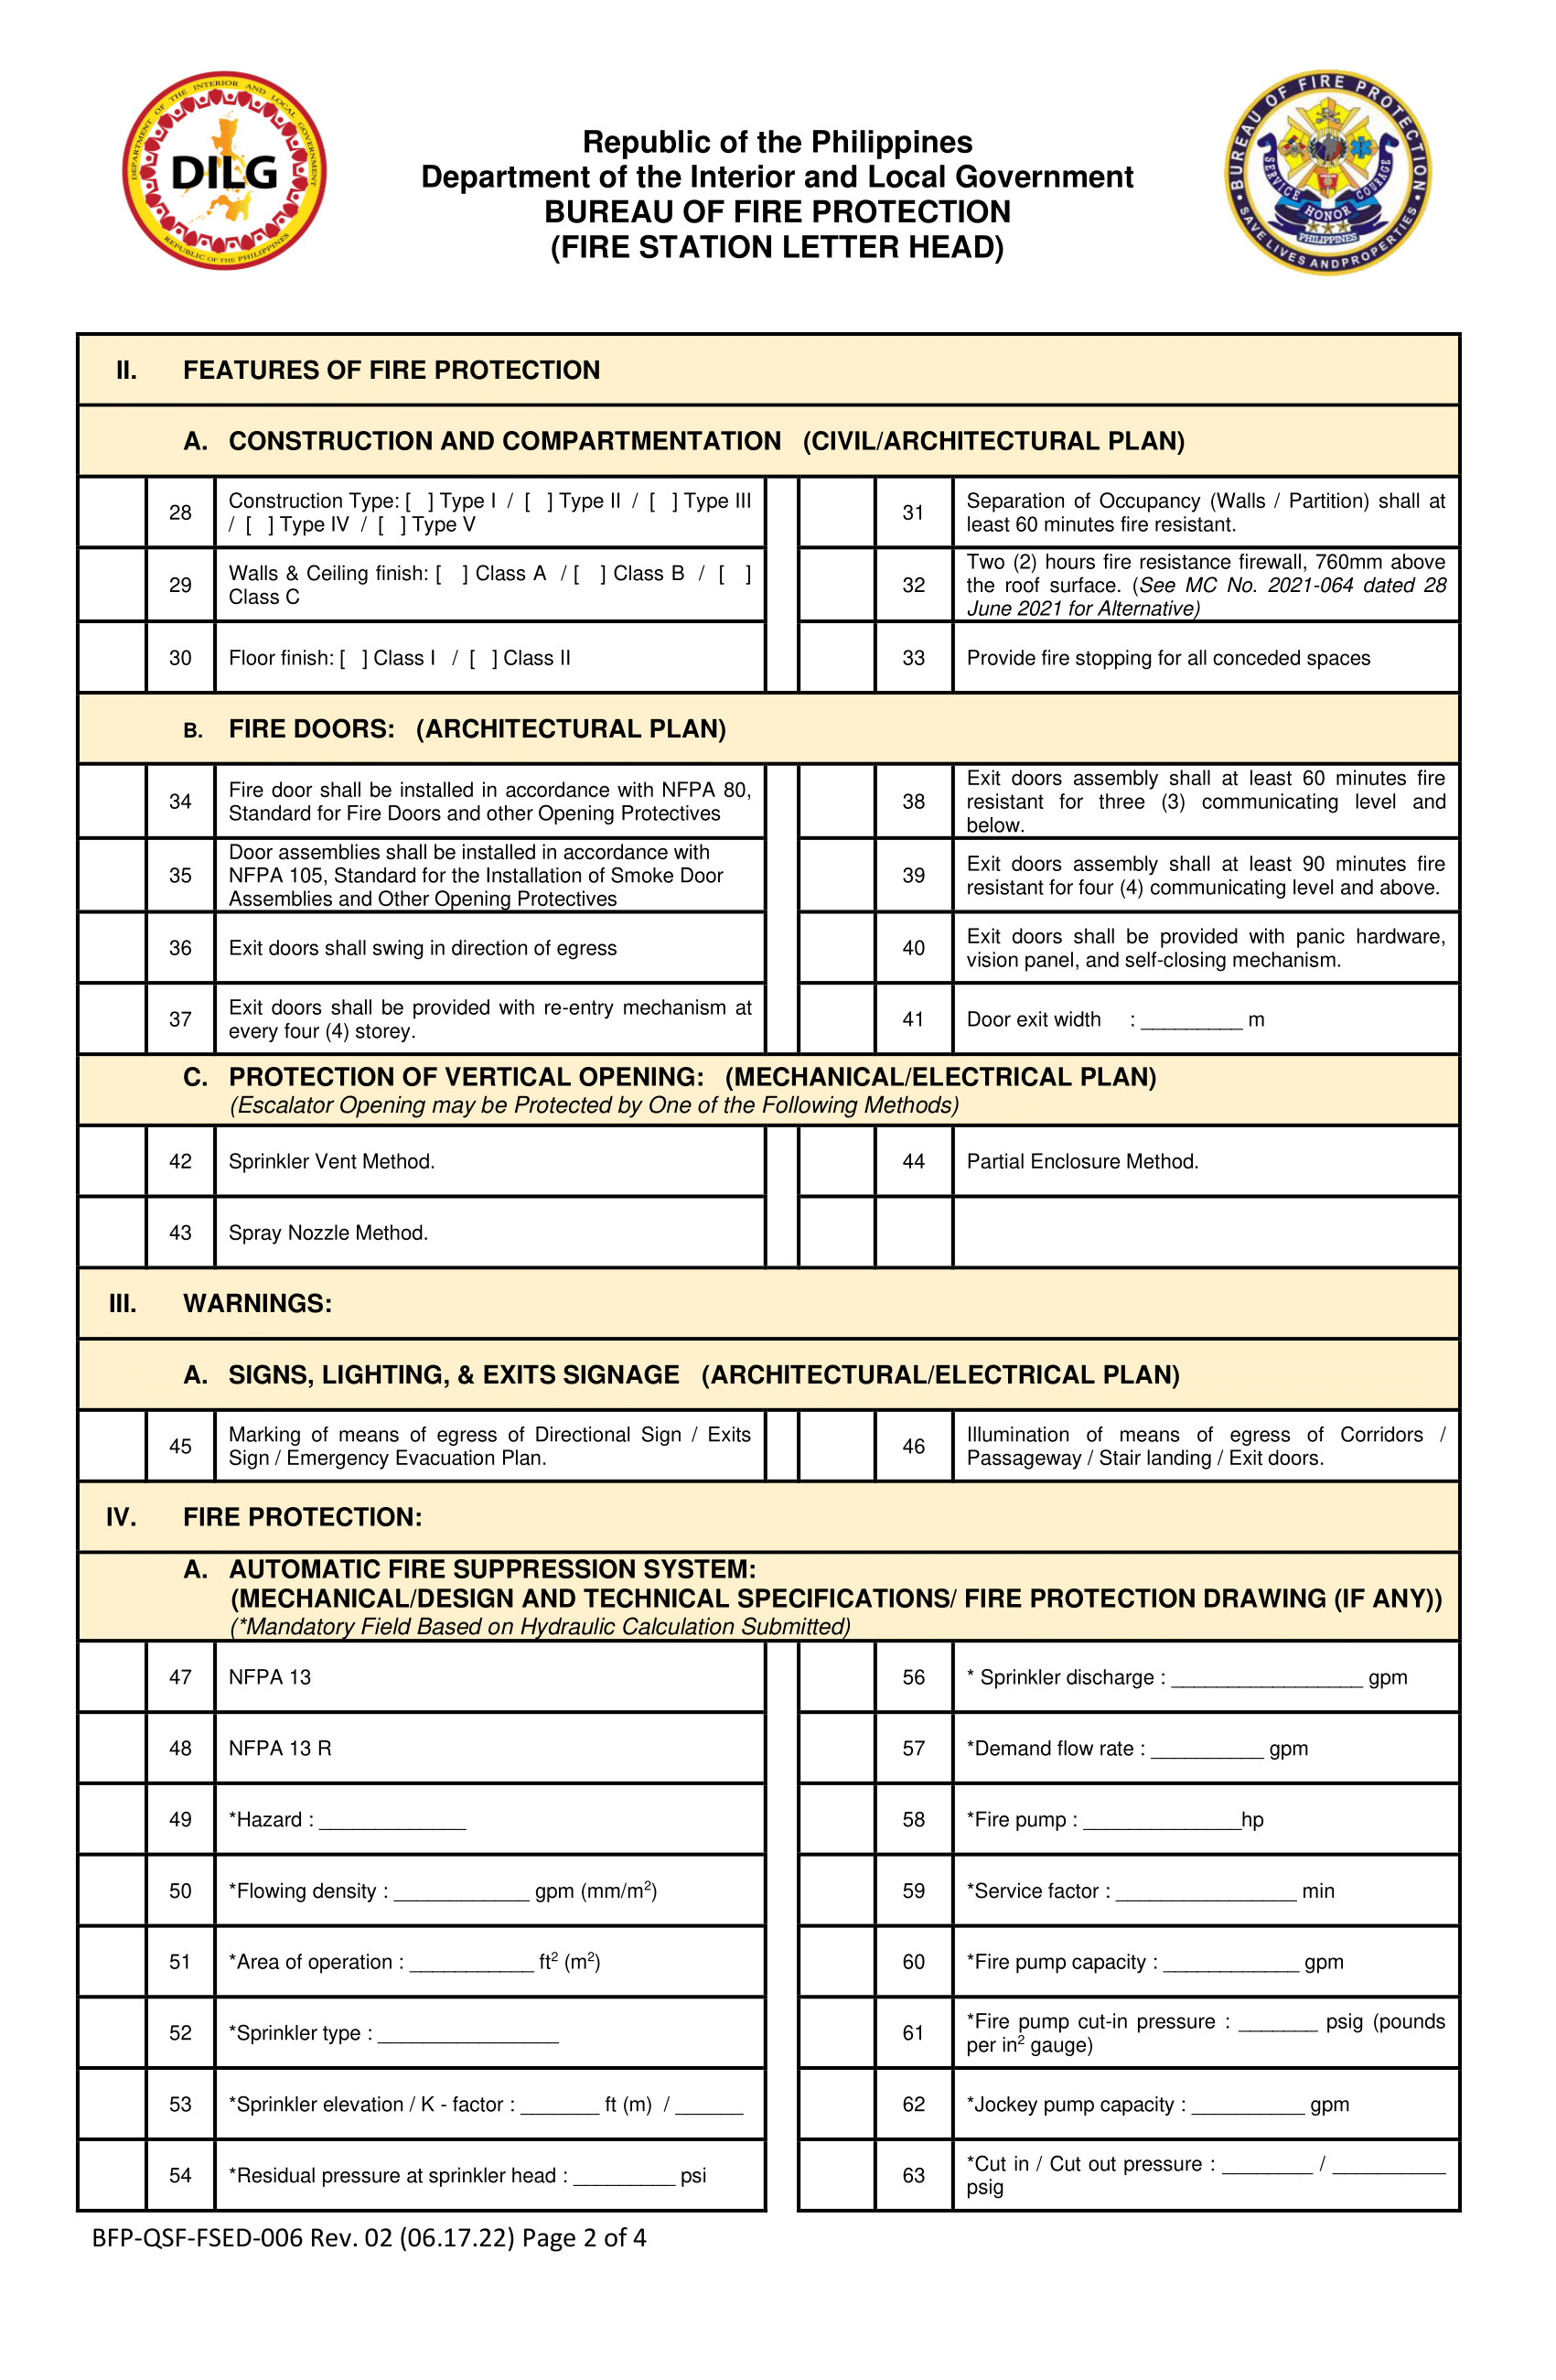 DEPARTMENT OF THE INTERIOR AND LOCAL GOVERNMENT
DILG
REPUBLIC OF THE PHILIPPINES
Republic of the Philippines
Department of the Interior and Local Government
BUREAU OF FIRE PROTECTION
(FIRE STATION LETTER HEAD)
BUREAU OF FIRE PROTECTION
SERVICE HONOR COURAGE
PHILIPPINES
SAVE LIVES AND PROPERTIES
II. FEATURES OF FIRE PROTECTION
A. CONSTRUCTION AND COMPARTMENTATION (CIVIL/ARCHITECTURAL PLAN)
28 Construction Type: [ ] Type I / [ ] Type II / [ ] Type III
/ [ ] Type IV / [ ] Type V
31 Separation of Occupancy (Walls / Partition) shall at
least 60 minutes fire resistant.
29 Walls & Ceiling finish: [ ] Class A / [ ] Class B / [ ]
Class C
32 Two (2) hours fire resistance firewall, 760mm above
the roof surface. (See MC No. 2021-064 dated 28
June 2021 for Alternative)
30 Floor finish: [ ] Class I / [ ] Class II
33 Provide fire stopping for all conceded spaces
B. FIRE DOORS: (ARCHITECTURAL PLAN)
34 Fire door shall be installed in accordance with NFPA 80,
Standard for Fire Doors and other Opening Protectives
38 Exit doors assembly shall at least 60 minutes fire
resistant for three (3) communicating level and
below.
35 Door assemblies shall be installed in accordance with
NFPA 105, Standard for the Installation of Smoke Door
Assemblies and Other Opening Protectives
39 Exit doors assembly shall at least 90 minutes fire
resistant for four (4) communicating level and above.
36 Exit doors shall swing in direction of egress
40 Exit doors shall be provided with panic hardware,
vision panel, and self-closing mechanism.
37 Exit doors shall be provided with re-entry mechanism at
every four (4) storey.
41 Door exit width : _________ m
C. PROTECTION OF VERTICAL OPENING: (MECHANICAL/ELECTRICAL PLAN)
(Escalator Opening may be Protected by One of the Following Methods)
42 Sprinkler Vent Method.
44 Partial Enclosure Method.
43 Spray Nozzle Method.
III. WARNINGS:
A. SIGNS, LIGHTING, & EXITS SIGNAGE (ARCHITECTURAL/ELECTRICAL PLAN)
45 Marking of means of egress of Directional Sign / Exits
Sign / Emergency Evacuation Plan.
46 Illumination of means of egress of Corridors /
Passageway / Stair landing / Exit doors.
IV. FIRE PROTECTION:
A. AUTOMATIC FIRE SUPPRESSION SYSTEM:
(MECHANICAL/DESIGN AND TECHNICAL SPECIFICATIONS/ FIRE PROTECTION DRAWING (IF ANY))
(*Mandatory Field Based on Hydraulic Calculation Submitted)
47 NFPA 13
56 * Sprinkler discharge : _________________ gpm
48 NFPA 13 R
57 *Demand flow rate : __________ gpm
49 *Hazard : _____________
58 *Fire pump : ______________hp
50 *Flowing density : ____________ gpm (mm/m²)
59 *Service factor : ________________ min
51 *Area of operation : ___________ ft² (m²)
60 *Fire pump capacity : ____________ gpm
52 *Sprinkler type : ________________
61 *Fire pump cut-in pressure : _______ psig (pounds
per in² gauge)
53 *Sprinkler elevation / K - factor : _______ ft (m) / ______
62 *Jockey pump capacity : __________ gpm
54 *Residual pressure at sprinkler head : _________ psi
63 *Cut in / Cut out pressure : ________ / __________
psig
BFP-QSF-FSED-006 Rev. 02 (06.17.22) Page 2 of 4